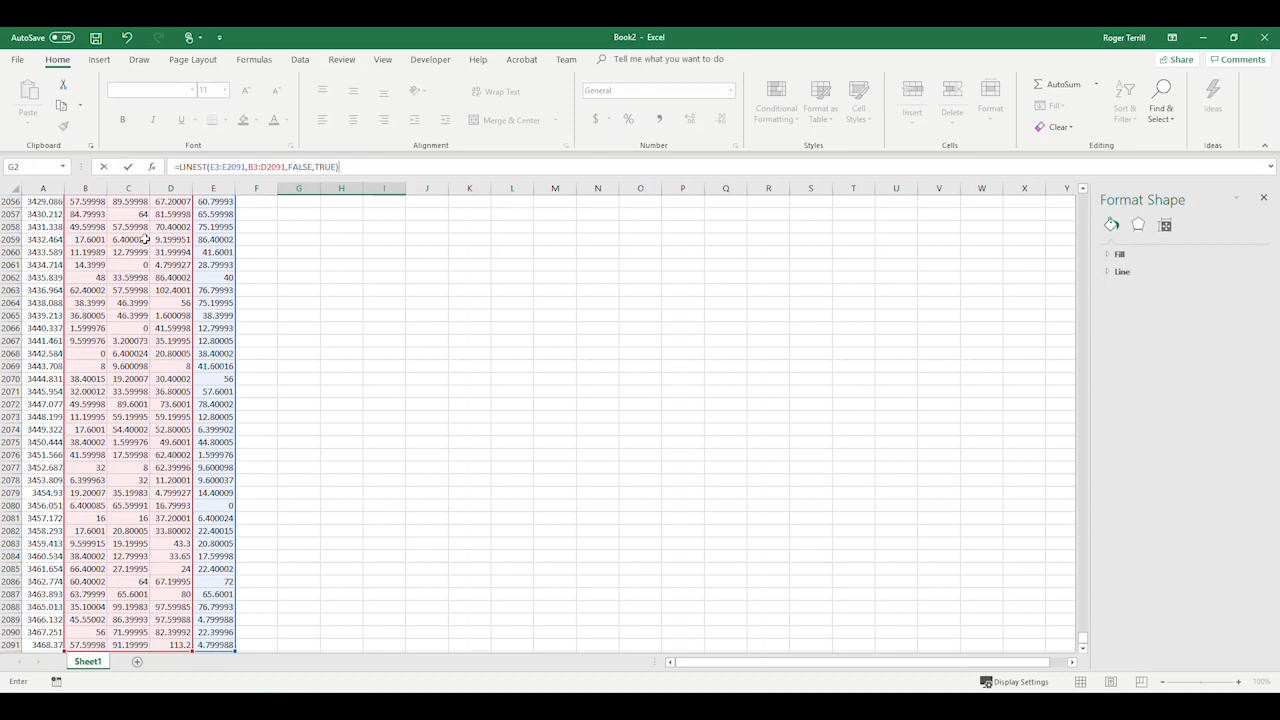 AutoSave Off Book2 - Excel Roger Terrill
File Home Insert Draw Page Layout Formulas Data Review View Developer Help Acrobat Team Tell me what you want to do Share Comments
Paste 11 Wrap Text General Conditional Formatting Format as Table Cell Styles Insert Delete Format AutoSum Fill Clear Sort & Filter Find & Select Ideas
Merge & Center
Clipboard Font Alignment Number Styles Cells Editing Ideas
G2 =LINEST(E3:E2091,B3:D2091,FALSE,TRUE)
A B C D E F G H I J K L M N O P Q R S T U V W X Y
2056 3429.086 57.59998 89.59998 67.20007 60.79993
2057 3430.212 84.79993 64 81.59998 65.59998
2058 3431.338 49.59998 57.59998 70.40002 75.19995
2059 3432.464 17.6001 9.199951 86.40002
2060 3433.589 11.19989 12.79999 31.99994 41.6001
2061 3434.714 14.3999 0 4.799927 28.79993
2062 3435.839 48 33.59998 86.40002 40
2063 3436.964 62.40002 57.59998 102.4001 76.79993
2064 3438.088 38.3999 46.3999 56 75.19995
2065 3439.213 36.80005 46.3999 1.600098 38.3999
2066 3440.337 1.599976 0 41.59998 12.79993
2067 3441.461 9.599976 3.200073 35.19995 12.80005
2068 3442.584 0 6.400024 20.80005 38.40002
2069 3443.708 8 9.600098 8 41.60016
2070 3444.831 38.40015 19.20007 30.40002 56
2071 3445.954 32.00012 33.59998 36.80005 57.6001
2072 3447.077 49.59998 89.6001 73.6001 78.40002
2073 3448.199 11.19995 59.19995 59.19995 12.80005
2074 3449.322 17.6001 54.40002 52.80005 6.399902
2075 3450.444 38.40002 1.599976 49.6001 44.80005
2076 3451.566 41.59998 17.59998 62.40002 1.599976
2077 3452.687 32 8 62.39996 9.600098
2078 3453.809 6.399963 32 11.20001 9.600037
2079 3454.93 19.20007 35.19983 4.799927 14.40009
2080 3456.051 6.400085 65.59991 16.79993 0
2081 3457.172 16 16 37.20001 6.400024
2082 3458.293 17.6001 20.80005 33.80002 22.40015
2083 3459.413 9.599915 19.19995 43.3 20.80005
2084 3460.534 38.40002 12.79993 33.65 17.59998
2085 3461.654 66.40002 27.19995 24 22.40002
2086 3462.774 60.40002 64 67.19995 72
2087 3463.893 63.79999 65.6001 80 65.6001
2088 3465.013 35.10004 99.19983 97.59985 76.79993
2089 3466.132 45.55002 86.39993 97.59988 4.799988
2090 3467.251 56 71.99995 82.39992 22.39996
2091 3468.37 57.59998 91.19999 113.2 4.799988
Format Shape
Fill
Line
Sheet1
Enter Display Settings 100%